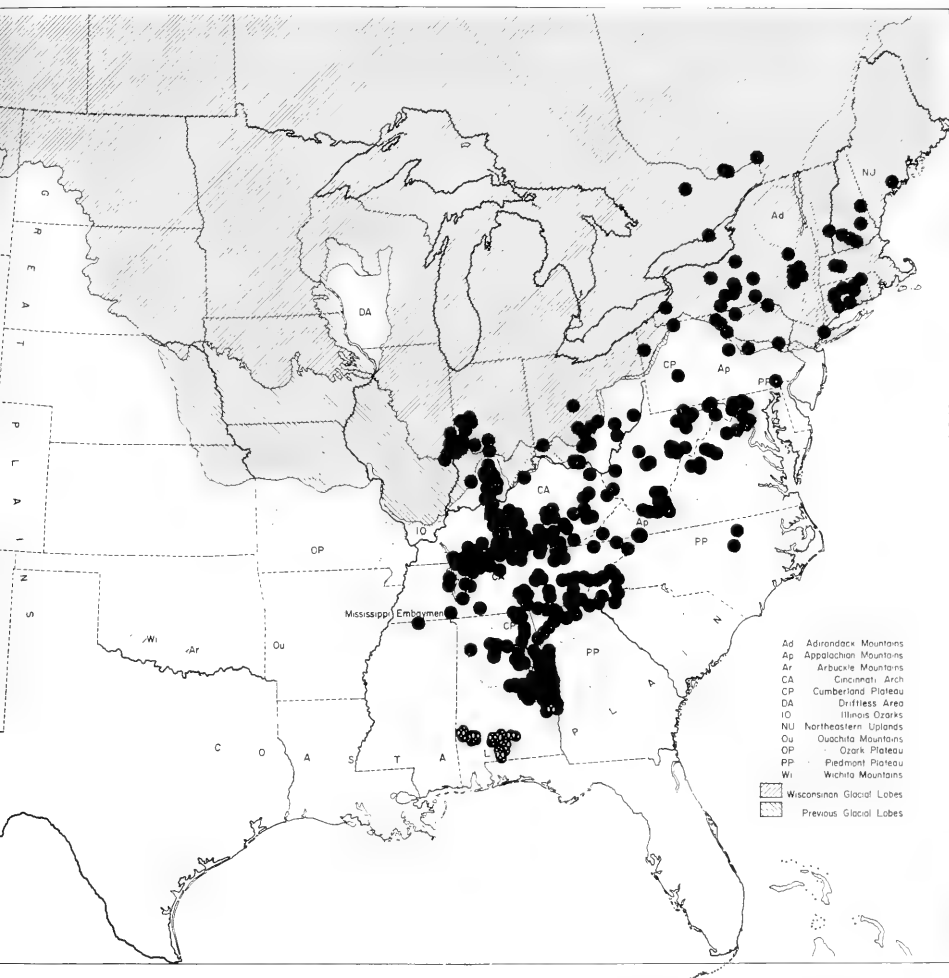 NJ
Ad
G
R
E
A
T
P
L
A
I
N
S
DA
CP
Ap
PP
CA
IO
Ap
PP
OP
CA
Mississippi Embaymen
CP
PP
Wi
Ar
Ou
N
I
A
L
P
C O A S T A L
Ad Adirondack Mountains
Ap Appalachian Mountains
Ar Arbuckle Mountains
CA Cincinnati Arch
CP Cumberland Plateau
DA Driftless Area
IO Illinois Ozarks
NU Northeastern Uplands
Ou Ouachita Mountains
OP Ozark Plateau
PP Piedmont Plateau
Wi Wichita Mountains
Wisconsinan Glacial Lobes
Previous Glacial Lobes